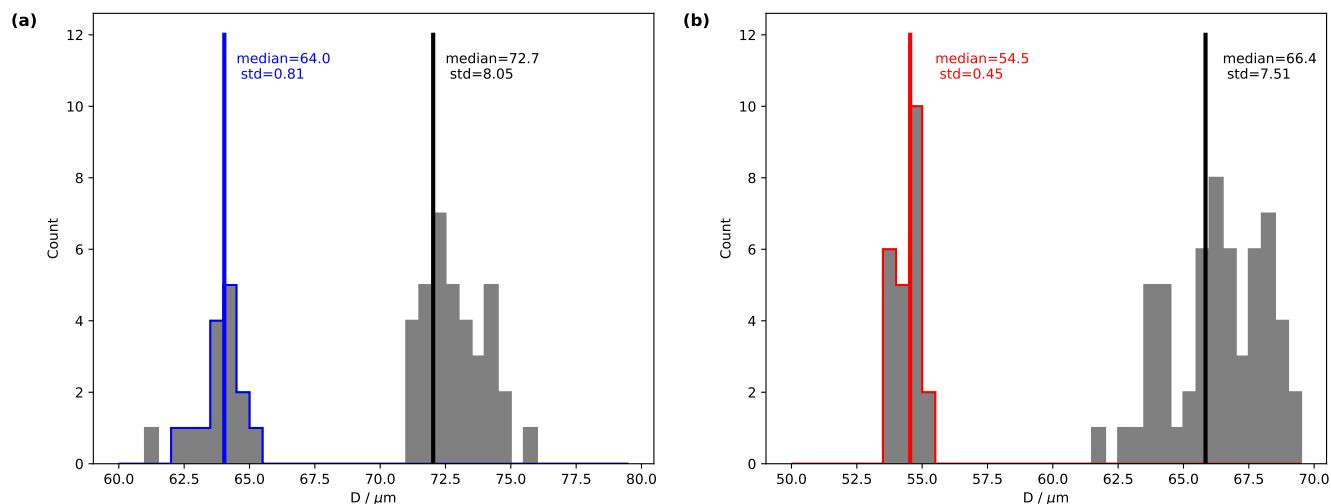 (a)
12
10
8
6
4
2
0
Count
median=64.0
std=0.81
median=72.7
std=8.05
60.0 62.5 65.0 67.5 70.0 72.5 75.0 77.5 80.0
D / μm
(b)
12
10
8
6
4
2
0
Count
median=54.5
std=0.45
median=66.4
std=7.51
50.0 52.5 55.0 57.5 60.0 62.5 65.0 67.5 70.0
D / μm